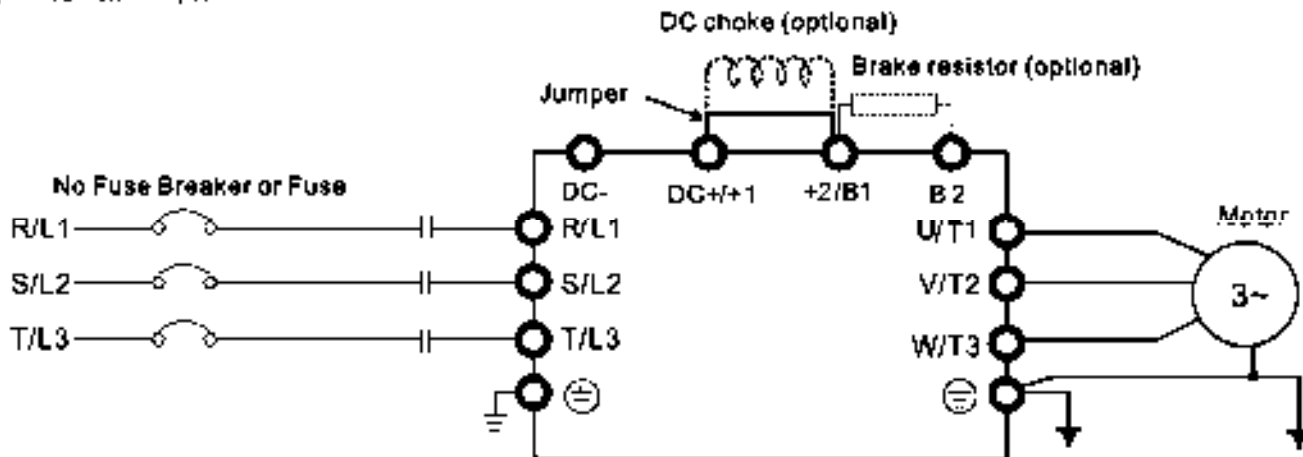 DC choke (optional)
Brake resistor (optional)
Jumper
No Fuse Breaker or Fuse
DC-
DC+/+1
+2/B1
B2
R/L1
R/L1
U/T1
Motor
S/L2
S/L2
V/T2
3~
T/L3
T/L3
W/T3